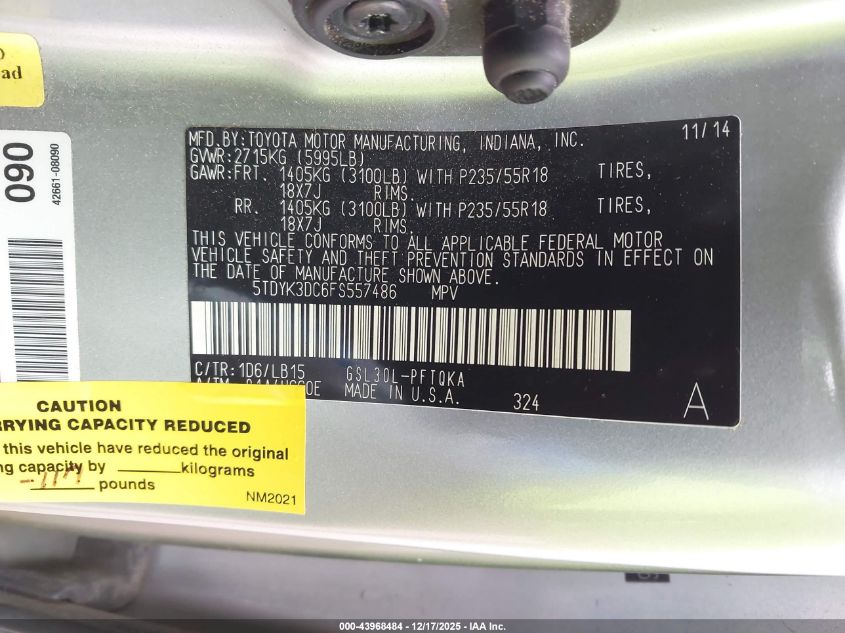 ad
090
42661-08090
MFD.BY:TOYOTA MOTOR MANUFACTURING, INDIANA, INC. 11/14
GVWR:2715KG (5995LB)
GAWR:FRT. 1405KG (3100LB) WITH P235/55R18 TIRES,
18X7J RIMS.
RR. 1405KG (3100LB) WITH P235/55R18 TIRES,
18X7J RIMS.
THIS VEHICLE CONFORMS TO ALL APPLICABLE FEDERAL MOTOR
VEHICLE SAFETY AND THEFT PREVENTION STANDARDS IN EFFECT ON
THE DATE OF MANUFACTURE SHOWN ABOVE.
5TDYK3DC6FS557486 MPV
C/TR:1D6/LB15 GSL30L-PFTQKA
MADE IN U.S.A. 324 A
CAUTION
RRYING CAPACITY REDUCED
this vehicle have reduced the original
ng capacity by ________kilograms
________ pounds
NM2021
000-43968484 - 12/17/2025 - IAA Inc.